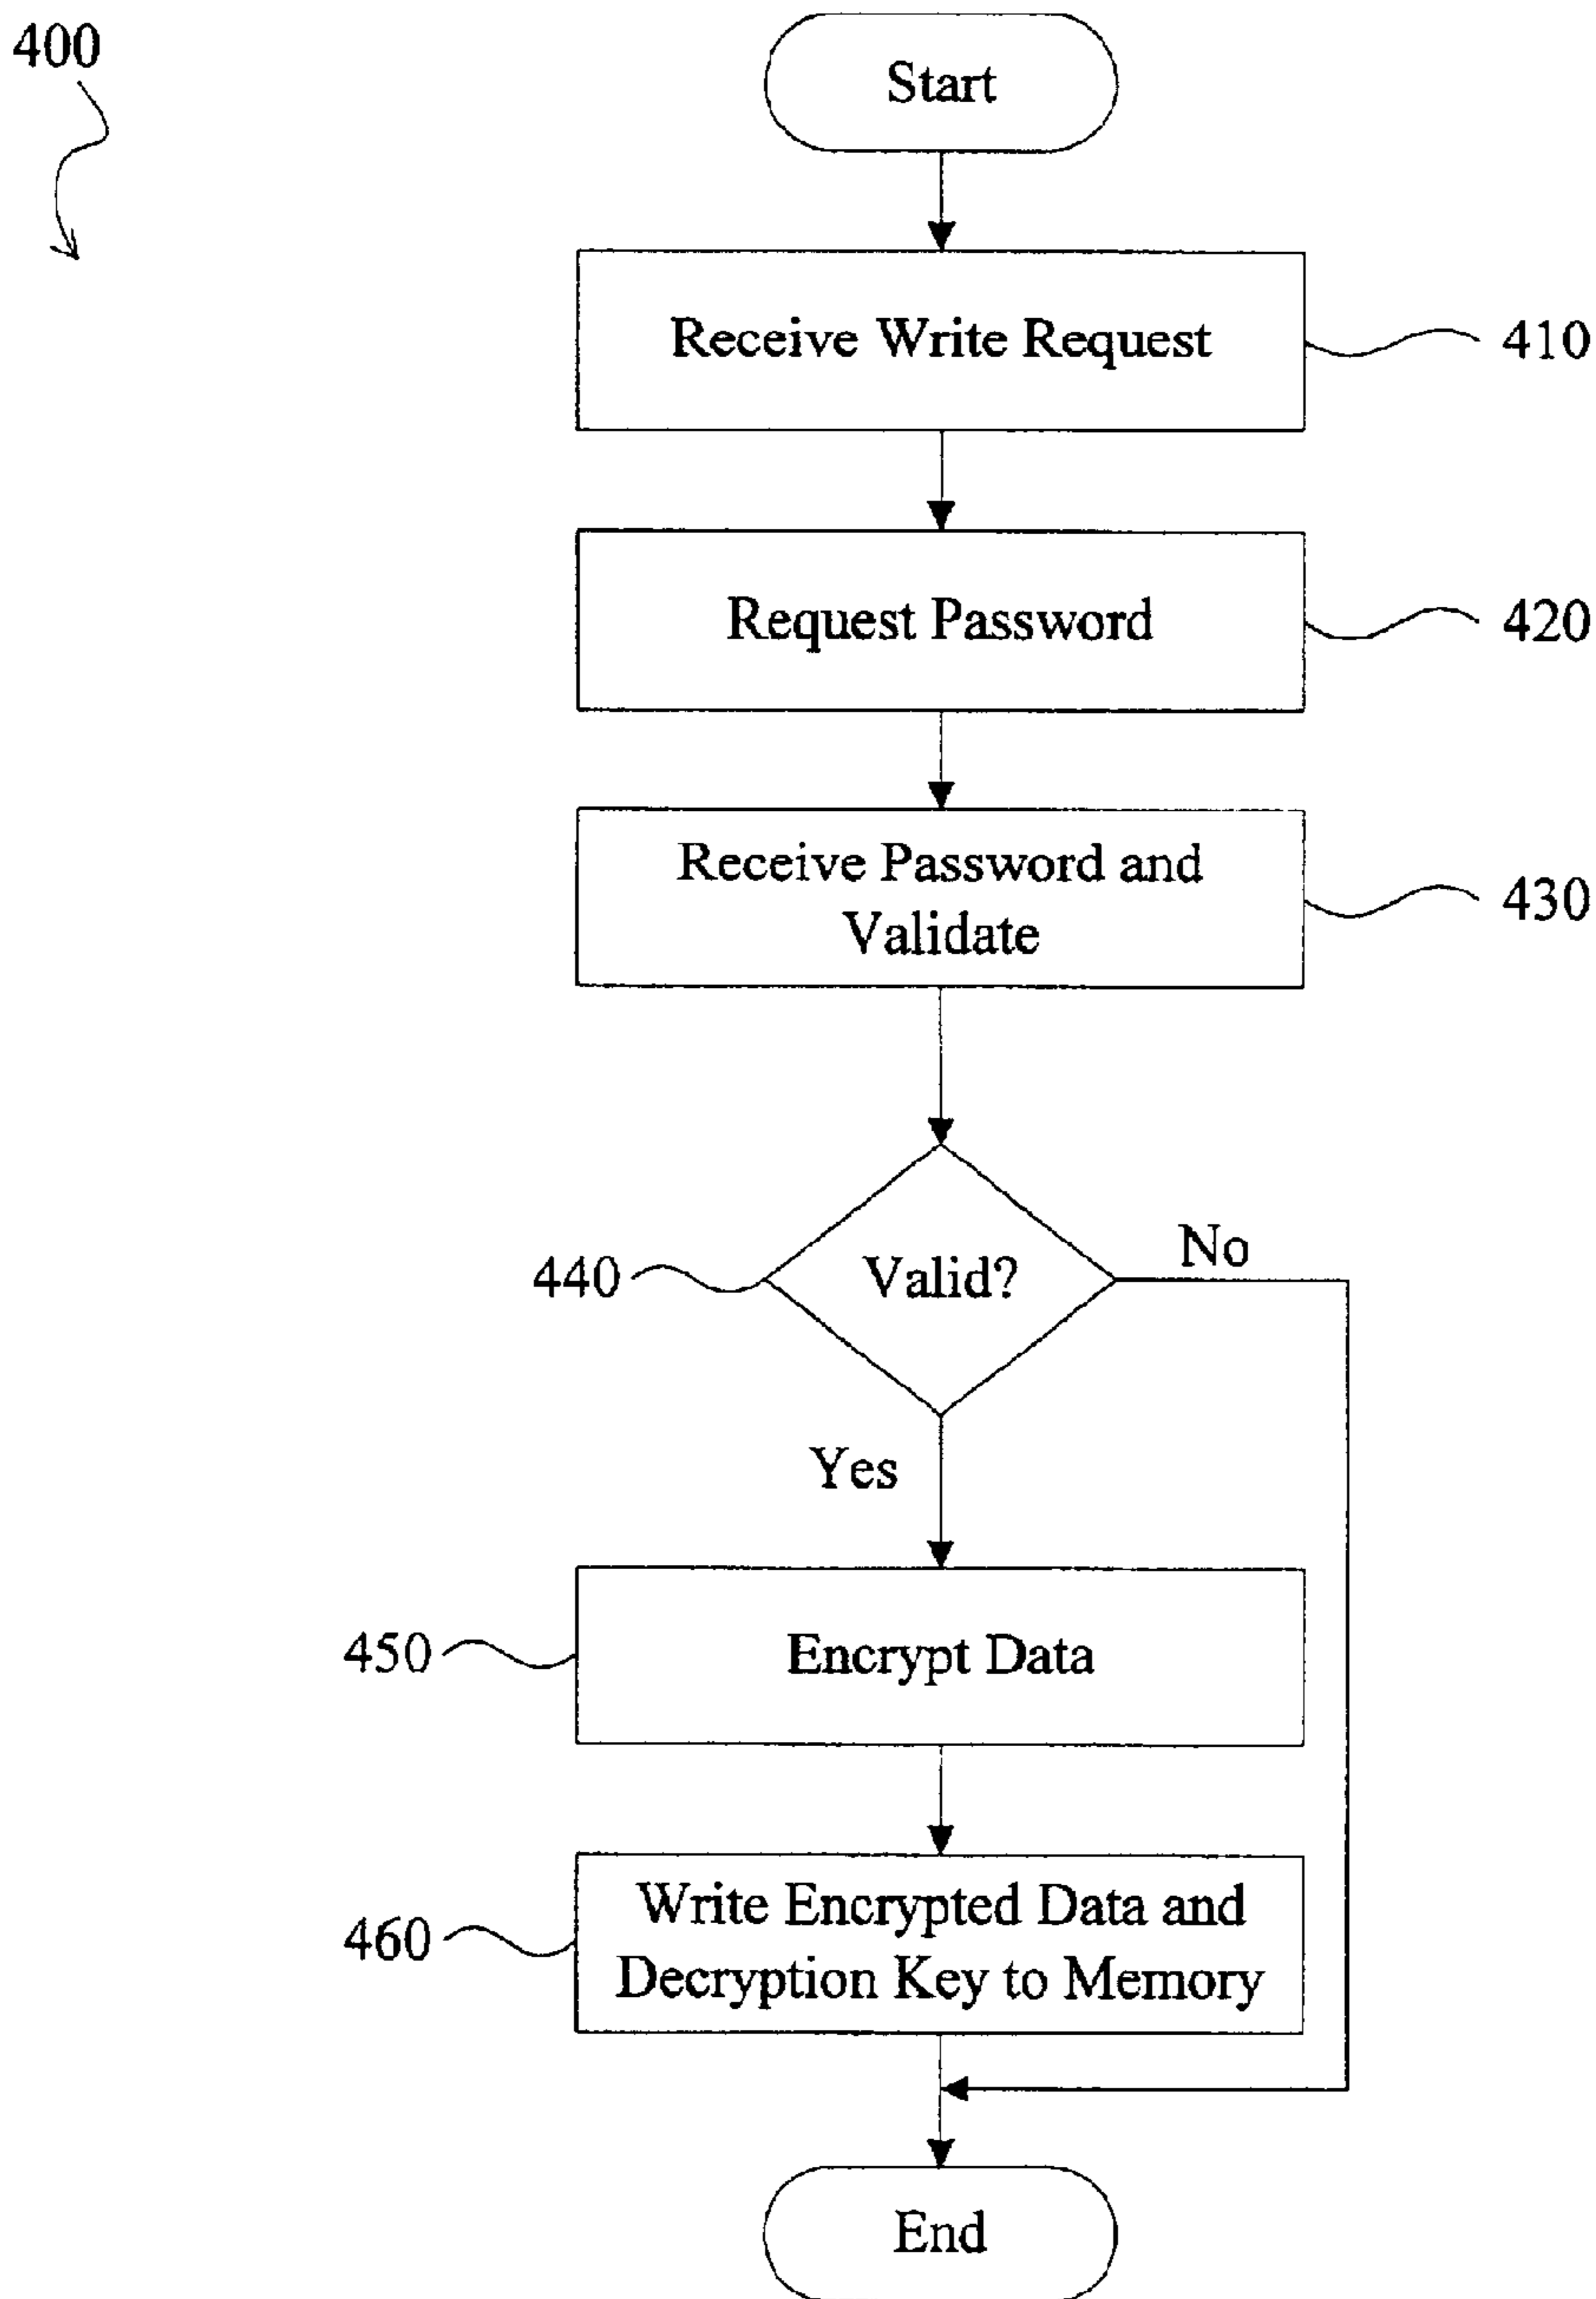 400
Start
Receive Write Request
410
Request Password
420
Receive Password and
Validate
430
440
Valid?
No
Yes
450
Encrypt Data
460
Write Encrypted Data and
Decryption Key to Memory
End